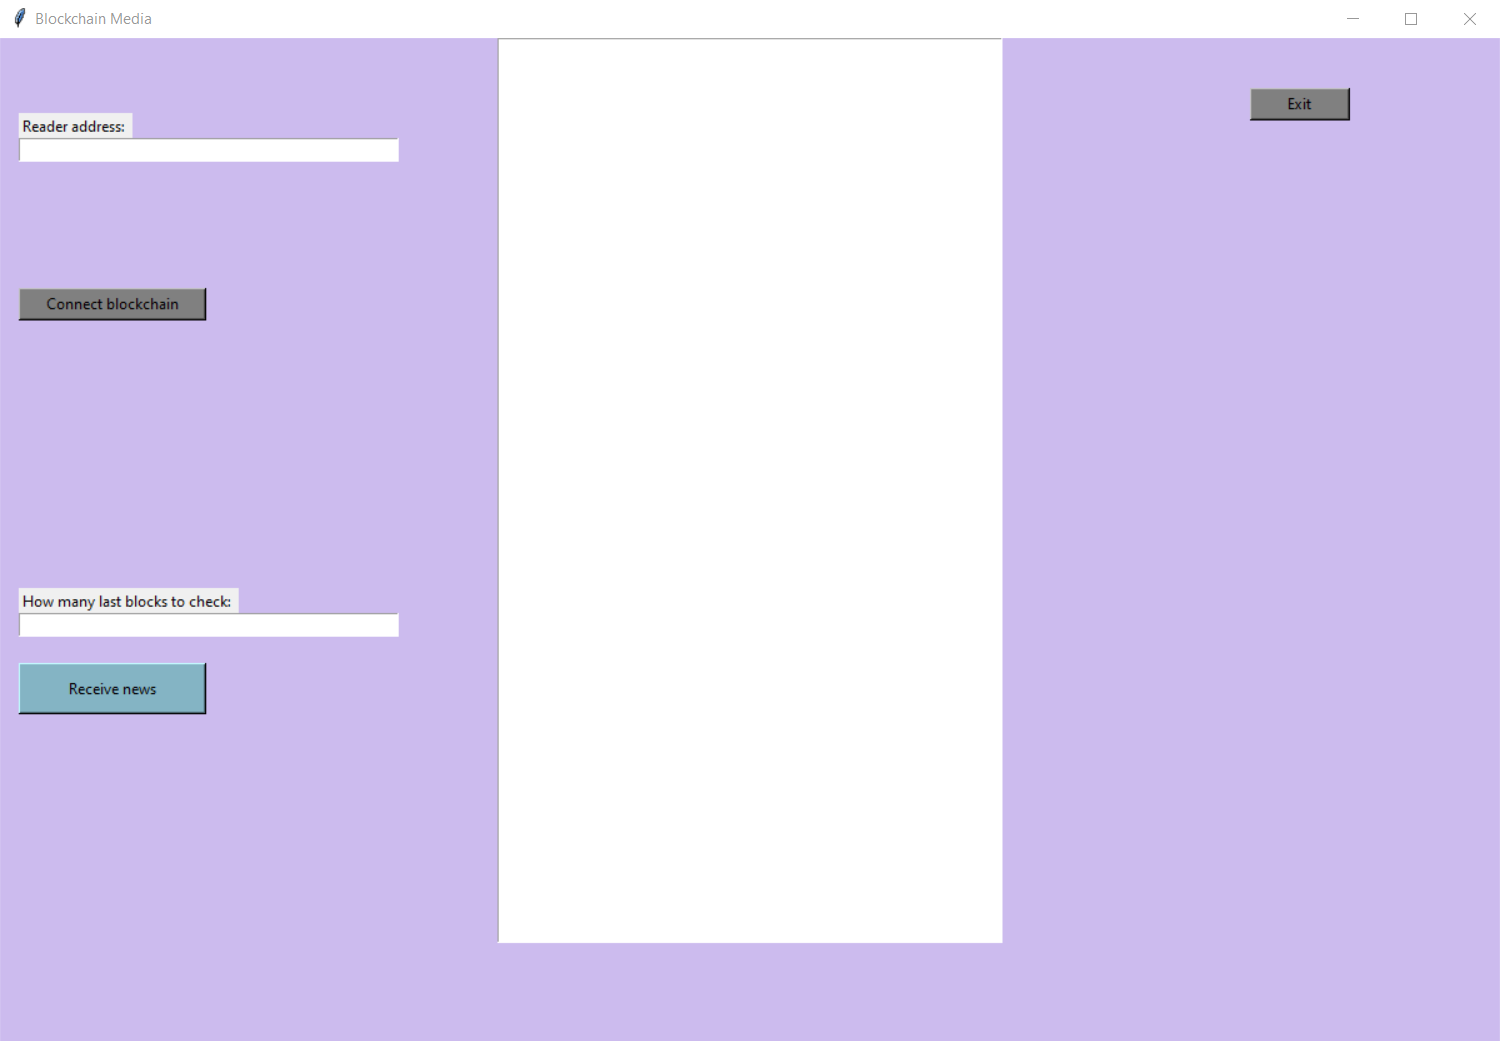 Blockchain Media
Exit
Reader address:
Connect blockchain
How many last blocks to check:
Receive news